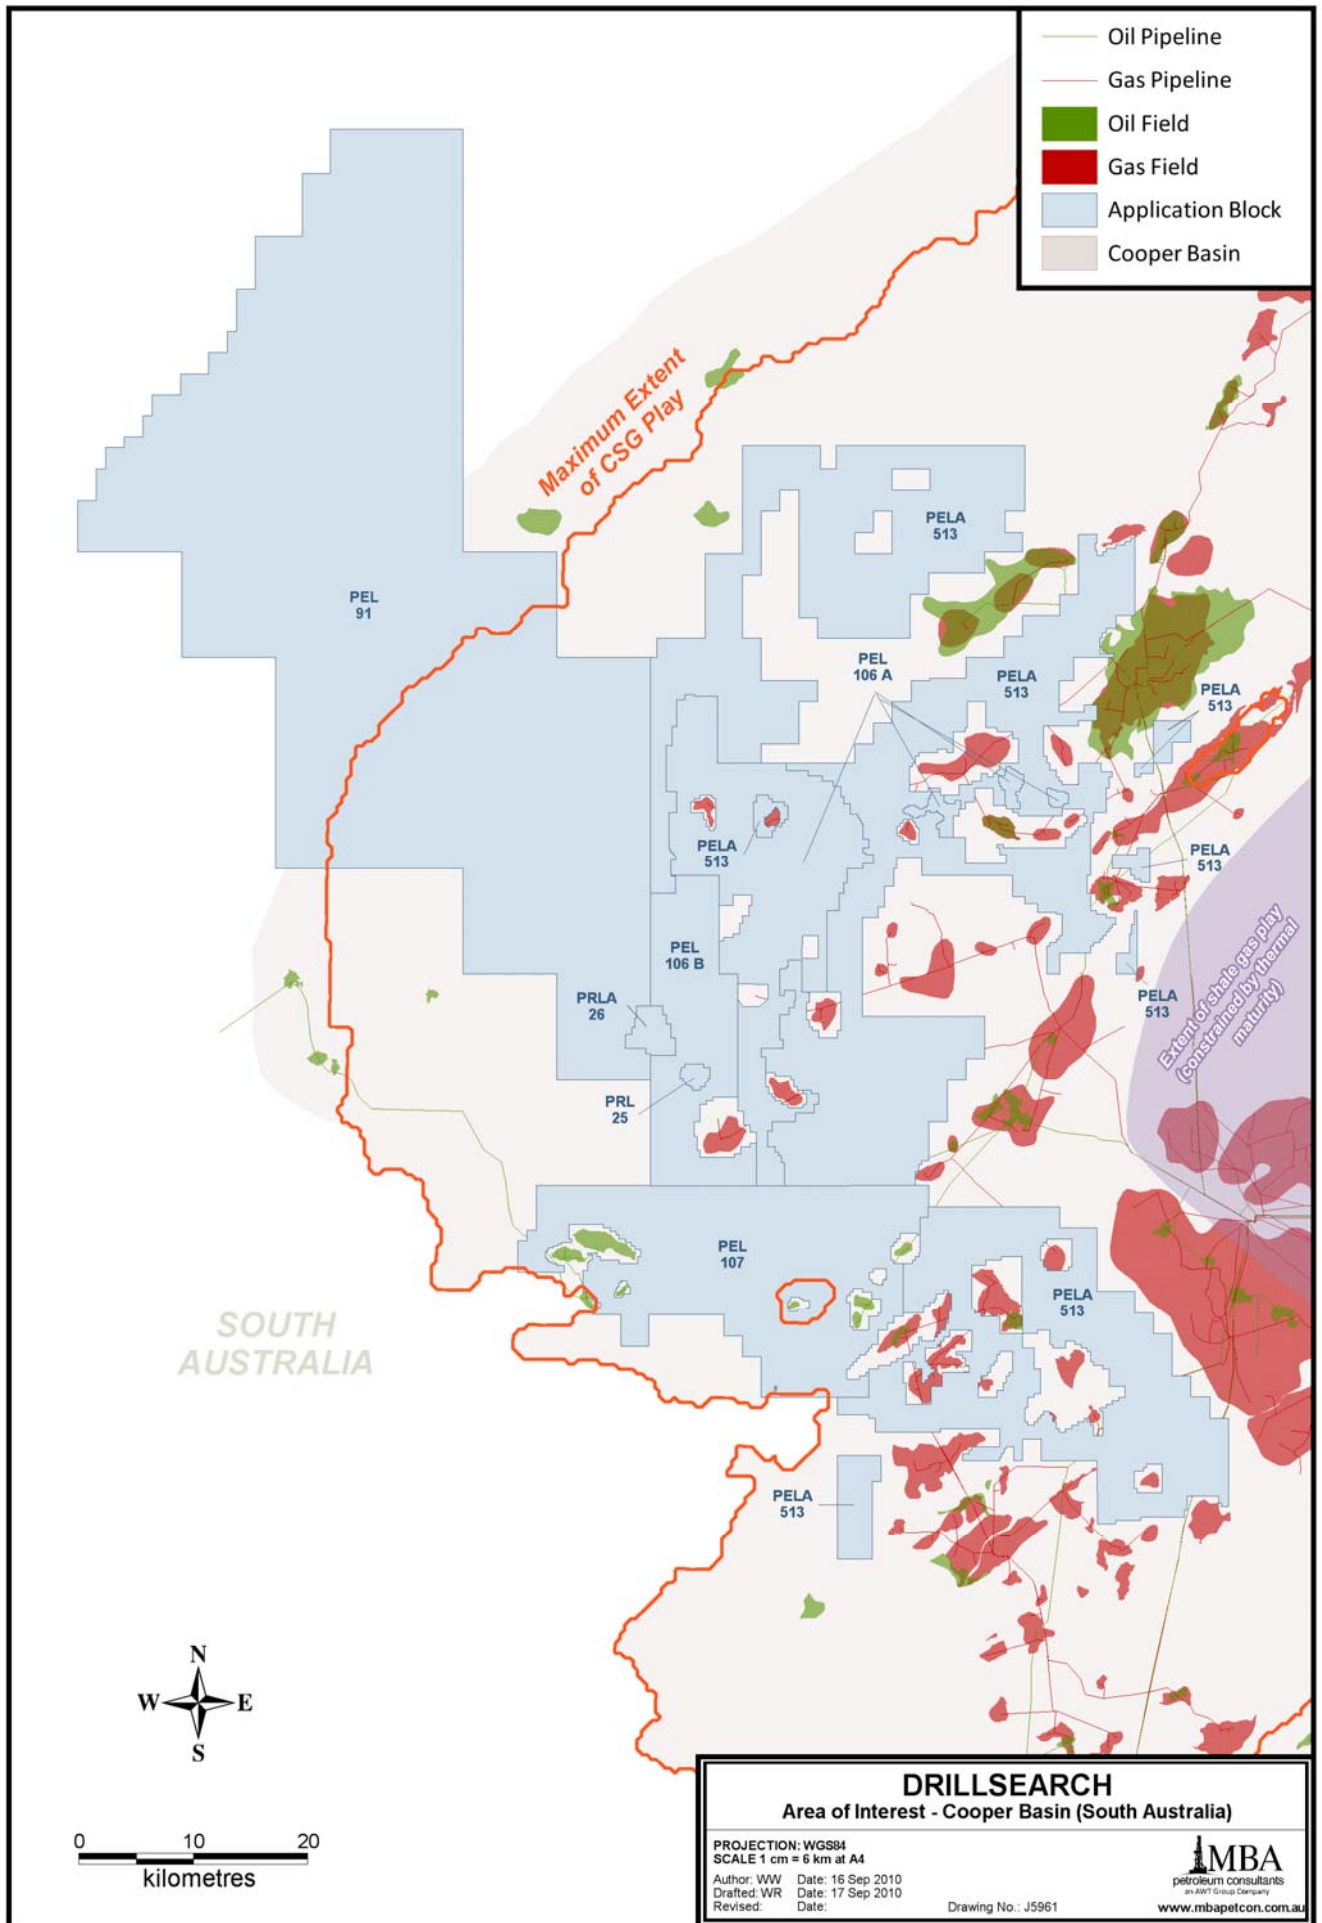 Oil Pipeline
Gas Pipeline
Oil Field
Gas Field
Application Block
Cooper Basin
Maximum Extent
of CSG Play
PELA
513
PEL
91
PEL
106 A
PELA
513
PELA
513
PELA
513
PELA
513
PEL
106 B
PRLA
26
PELA
513
Extent of shale gas play
(constrained by thermal
maturity)
PRL
25
PEL
107
PELA
513
SOUTH
AUSTRALIA
PELA
513
N
W
E
S
0 10 20
kilometres
DRILLSEARCH
Area of Interest - Cooper Basin (South Australia)
PROJECTION: WGS84
SCALE 1 cm = 6 km at A4
Author: WW Date: 16 Sep 2010
Drafted: WR Date: 17 Sep 2010
Revised: Date:
Drawing No.: J5961
MBA
petroleum consultants
an AWT Group Company
www.mbapetcon.com.au